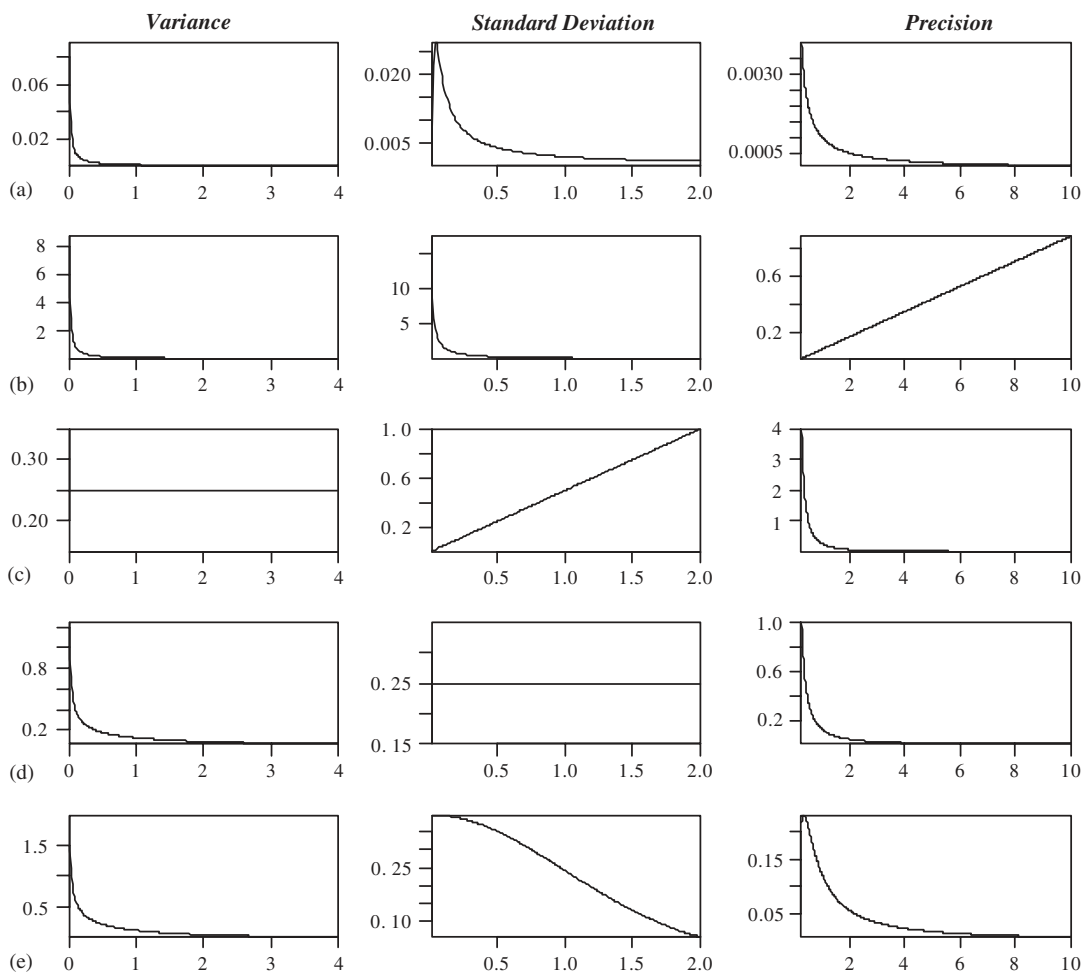 Variance Standard Deviation Precision
0.06 0.020 0.0030
0.02 0.005 0.0005
(a) 0 1 2 3 4 0.5 1.0 1.5 2.0 2 4 6 8 10
8
6 10 0.6
4
2 5 0.2
(b) 0 1 2 3 4 0.5 1.0 1.5 2.0 2 4 6 8 10
0.30 1. 0 4
0. 6 3
0.20 2
0. 2 1
(c) 0 1 2 3 4 0.5 1.0 1.5 2.0 2 4 6 8 10
0.8 0.25 1.0
0.6
0.2 0.15 0.2
(d) 0 1 2 3 4 0.5 1.0 1.5 2.0 2 4 6 8 10
1.5 0.25 0.15
0.5 0.10 0.05
(e) 0 1 2 3 4 0.5 1.0 1.5 2.0 2 4 6 8 10